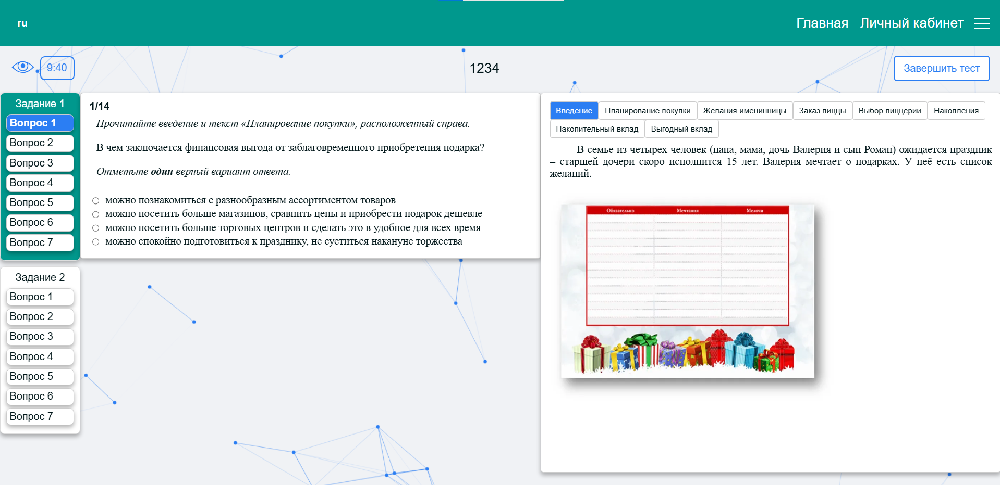 ru
Главная
Личный кабинет
9:40
1234
Завершить тест
Задание 1
Вопрос 1
Вопрос 2
Вопрос 3
Вопрос 4
Вопрос 5
Вопрос 6
Вопрос 7
Задание 2
Вопрос 1
Вопрос 2
Вопрос 3
Вопрос 4
Вопрос 5
Вопрос 6
Вопрос 7
1/14
Прочитайте введение и текст «Планирование покупки», расположенный справа.
В чем заключается финансовая выгода от заблаговременного приобретения подарка?
Отметьте один верный вариант ответа.
можно познакомиться с разнообразным ассортиментом товаров
можно посетить больше магазинов, сравнить цены и приобрести подарок дешевле
можно посетить больше торговых центров и сделать это в удобное для всех время
можно спокойно подготовиться к празднику, не суетиться накануне торжества
Введение
Планирование покупки
Желания именинницы
Заказ пиццы
Выбор пиццерии
Накопления
Накопительный вклад
Выгодный вклад
В семье из четырех человек (папа, мама, дочь Валерия и сын Роман) ожидается праздник
– старшей дочери скоро исполнится 15 лет. Валерия мечтает о подарках. У неё есть список
желаний.
Обязательно
Мечтания
Мелочи